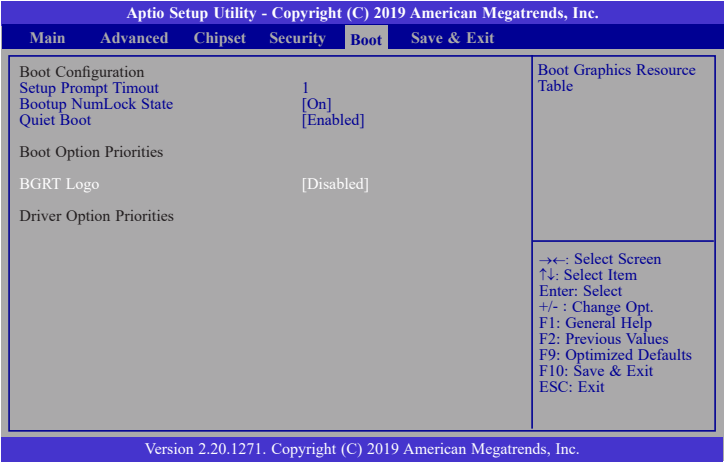 Aptio Setup Utility - Copyright (C) 2019 American Megatrends, Inc.
Main Advanced Chipset Security Boot Save & Exit
Boot Configuration
Setup Prompt Timout 1
Bootup NumLock State [On]
Quiet Boot [Enabled]
Boot Option Priorities
BGRT Logo [Disabled]
Driver Option Priorities
Boot Graphics Resource
Table
→←: Select Screen
↑↓: Select Item
Enter: Select
+/- : Change Opt.
F1: General Help
F2: Previous Values
F9: Optimized Defaults
F10: Save & Exit
ESC: Exit
Version 2.20.1271. Copyright (C) 2019 American Megatrends, Inc.